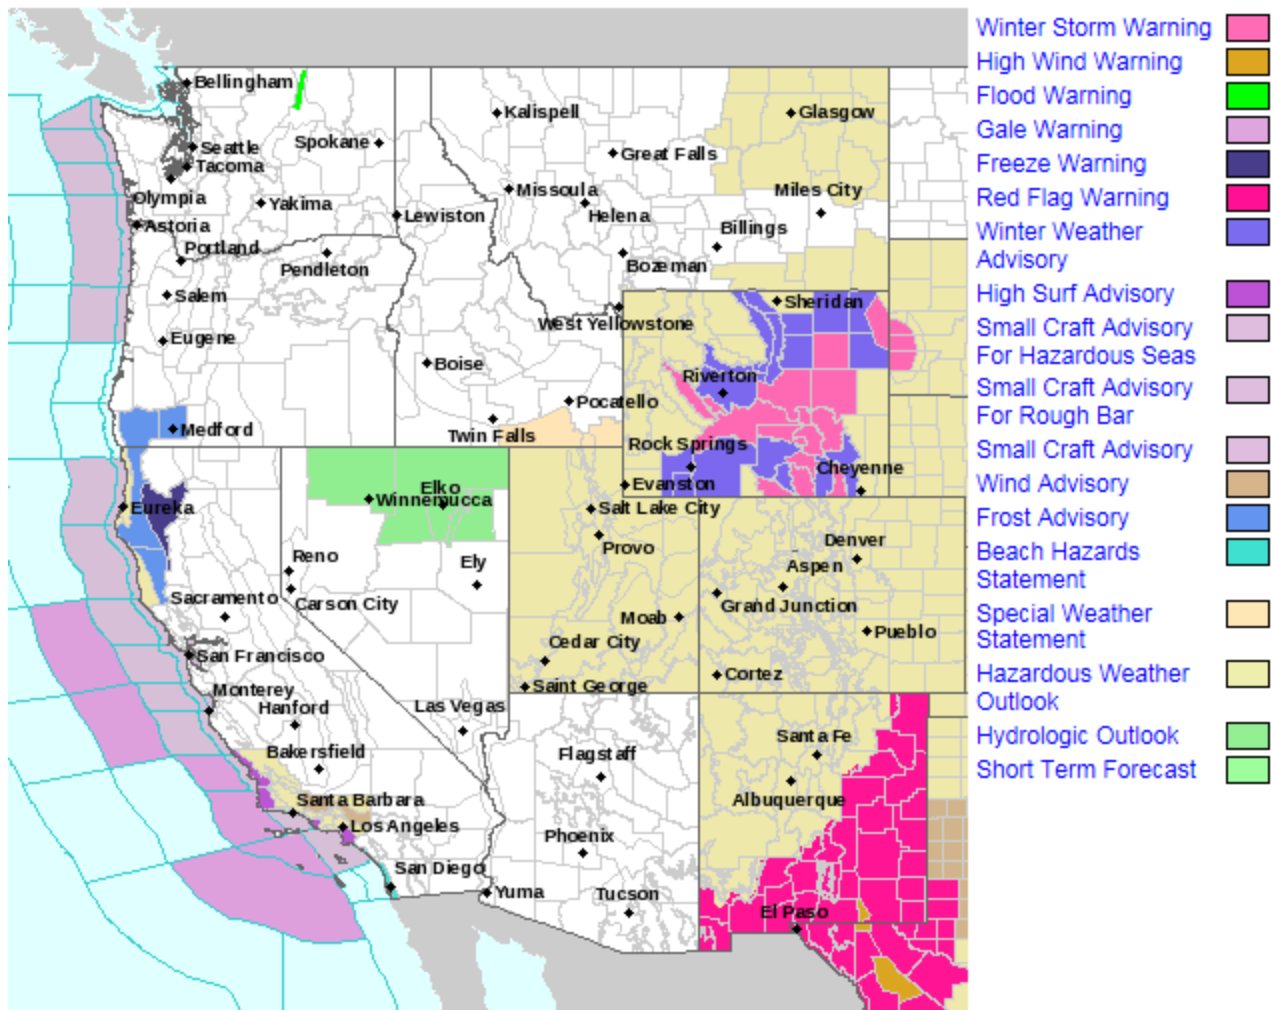 Bellingham
Seattle
Spokane
Tacoma
Olympia
Yakima
Astoria
Portland
Pendleton
Salem
Eugene
Medford
Kalispell
Glasgow
Great Falls
Missoula
Helena
Miles City
Lewiston
Billings
Bozeman
Sheridan
West Yellowstone
Boise
Riverton
Pocatello
Twin Falls
Rock Springs
Cheyenne
Evanston
Elko
Winnemucca
Eureka
Salt Lake City
Provo
Denver
Reno
Ely
Aspen
Carson City
Grand Junction
Sacramento
Moab
Pueblo
Cedar City
San Francisco
Cortez
Saint George
Monterey
Hanford
Las Vegas
Bakersfield
Flagstaff
Santa Fe
Albuquerque
Santa Barbara
Los Angeles
Phoenix
San Diego
Yuma
Tucson
El Paso
Winter Storm Warning
High Wind Warning
Flood Warning
Gale Warning
Freeze Warning
Red Flag Warning
Winter Weather
Advisory
High Surf Advisory
Small Craft Advisory
For Hazardous Seas
Small Craft Advisory
For Rough Bar
Small Craft Advisory
Wind Advisory
Frost Advisory
Beach Hazards
Statement
Special Weather
Statement
Hazardous Weather
Outlook
Hydrologic Outlook
Short Term Forecast